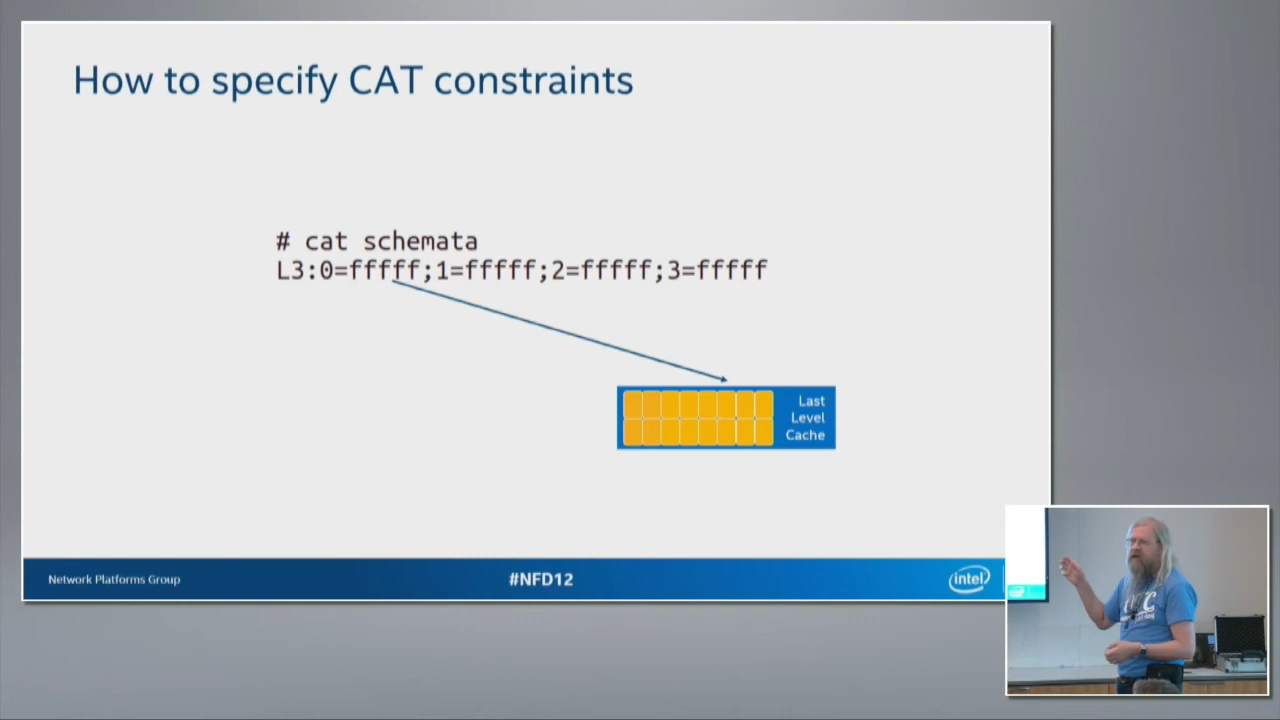 How to specify CAT constraints
# cat schemata
L3:0=fffff;1=fffff;2=fffff;3=fffff
Last
Level
Cache
Network Platforms Group
#NFD12
intel